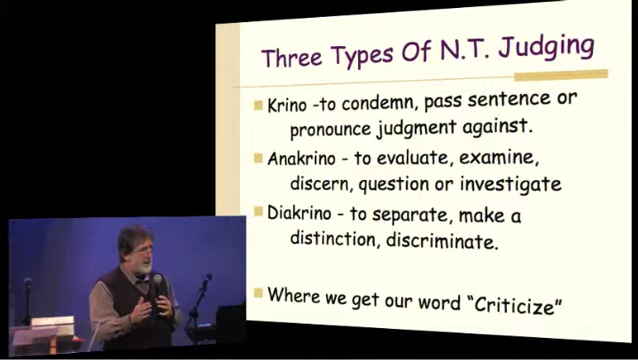 Three Types Of N.T. Judging
Krino -to condemn, pass sentence or
pronounce judgment against.
Anakrino - to evaluate, examine,
discern, question or investigate
Diakrino - to separate, make a
distinction, discriminate.
Where we get our word “Criticize”